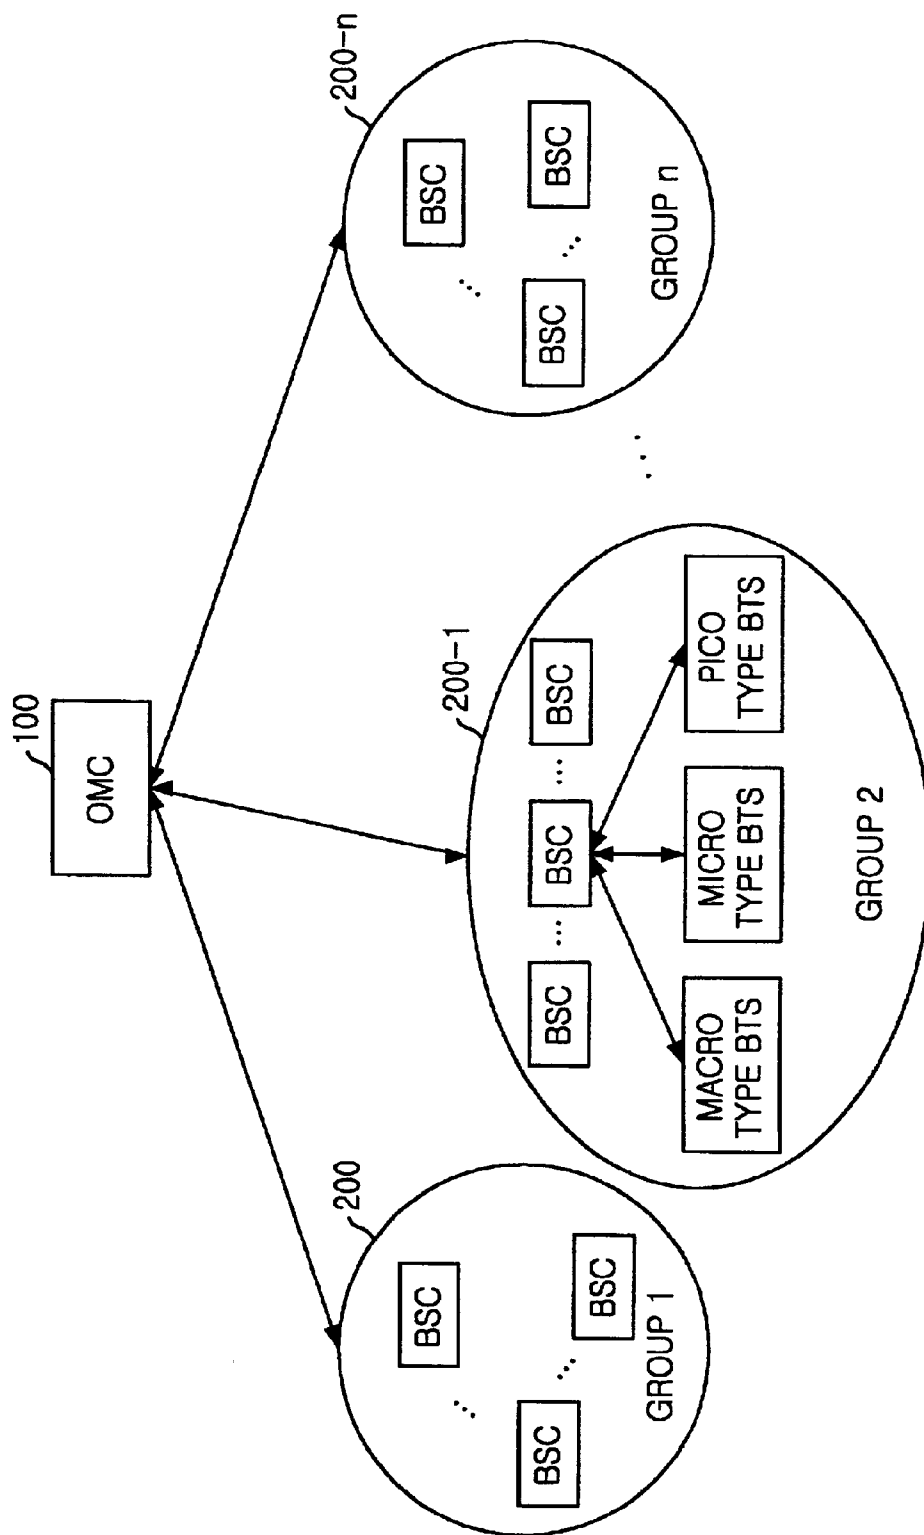 100
OMC
200
BSC
BSC
BSC
GROUP 1
200-1
BSC
BSC
BSC
MACRO
TYPE BTS
MICRO
TYPE BTS
PICO
TYPE BTS
GROUP 2
200-n
BSC
BSC
BSC
GROUP n